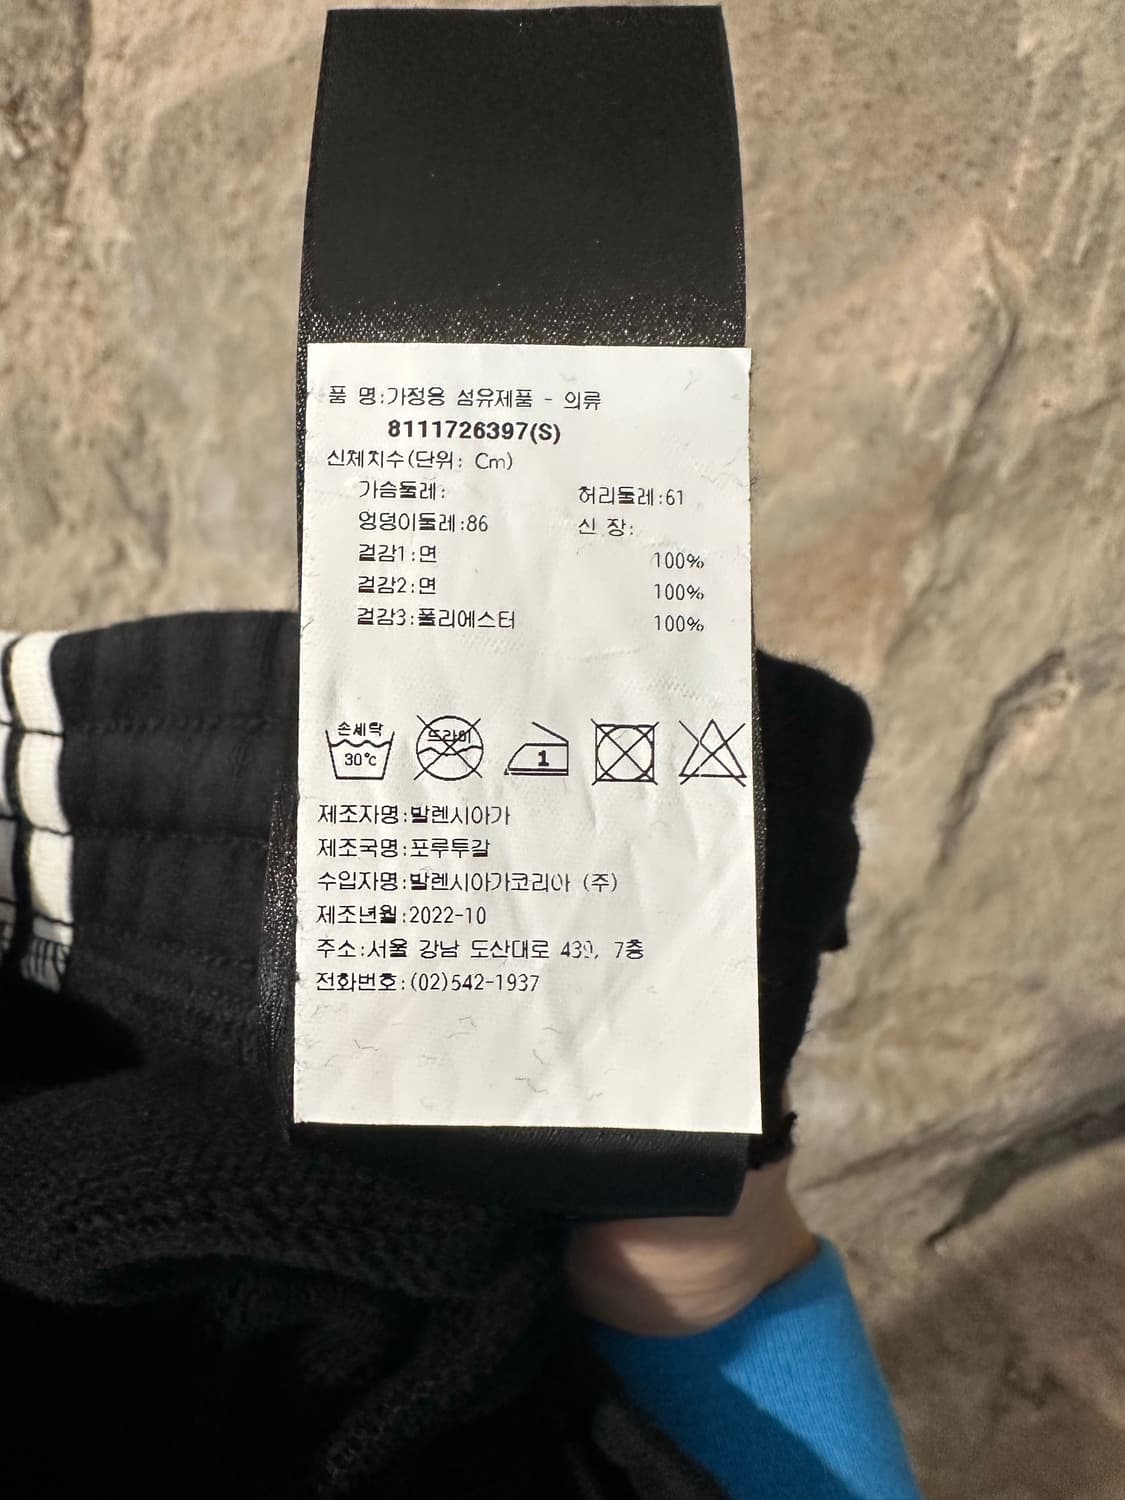 품 명:가정용 섬유제품 - 의류
8111726397(S)
신체치수(단위: Cm)
가슴둘레: 허리둘레:61
엉덩이둘레:86 신 장:
겉감1:면 100%
겉감2:면 100%
겉감3:폴리에스터 100%
손세탁 드라이
30℃ 1
제조자명:발렌시아가
제조국명:포루투갈
수입자명:발렌시아가코리아 (주)
제조년월:2022-10
주소:서울 강남 도산대로 439, 7층
전화번호:(02)542-1937